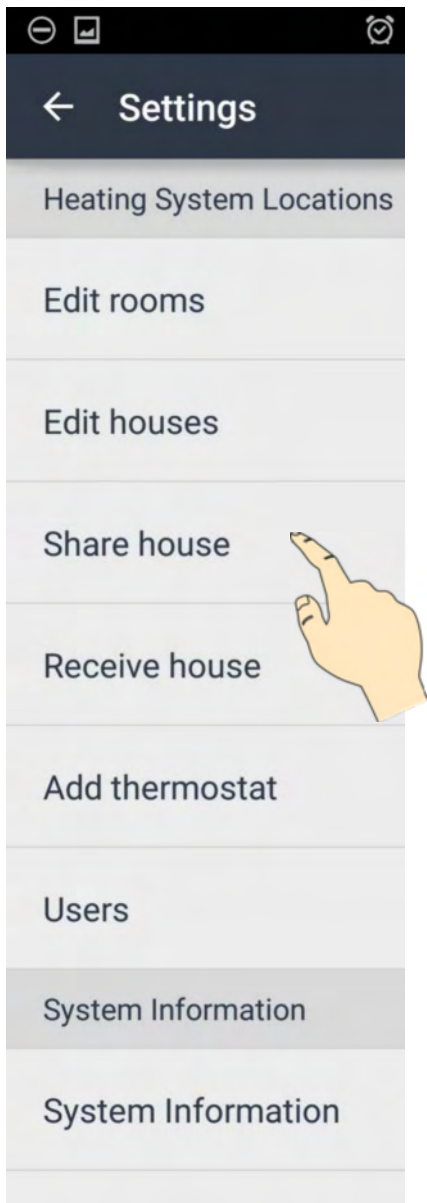 Settings
Heating System Locations
Edit rooms
Edit houses
Share house
Receive house
Add thermostat
Users
System Information
System Information